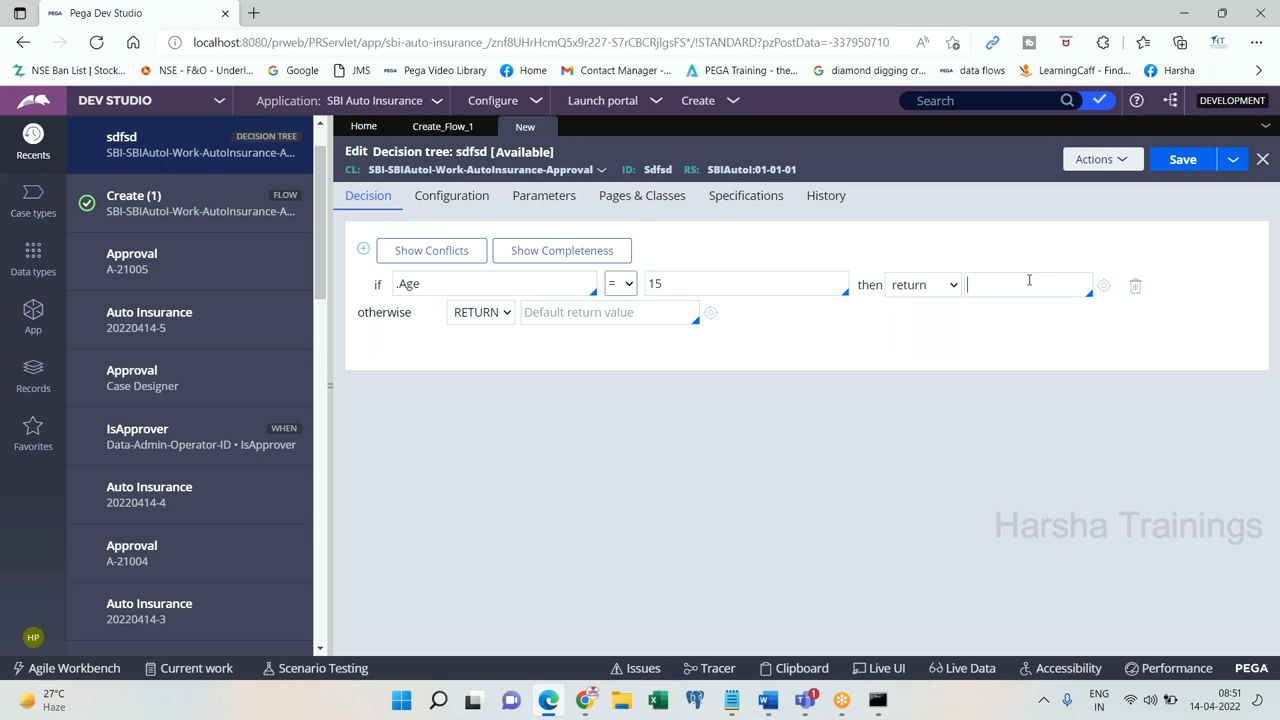 Pega Dev Studio
localhost:8080/prweb/PRServlet/app/sbi-auto-insurance_/znf8UHrHcmQ5x9r227-S7rCBCRjlgsFS*/!STANDARD?pzPostData=-337950710
NSE Ban List | Stock... NSE - F&O - Underl... Google JMS PEGA Pega Video Library Home Contact Manager -... PEGA Training - the... diamond digging cr... PEGA data flows LearningCaff - Find... Harsha
DEV STUDIO Application: SBI Auto Insurance Configure Launch portal Create Search DEVELOPMENT
Home Create_Flow_1 New
Recents
Case types
Data types
App
Records
Favorites
HP
sdfsd DECISION TREE
SBI-SBIAutoI-Work-AutoInsurance-A...
Create (1) FLOW
SBI-SBIAutoI-Work-AutoInsurance-A...
Approval
A-21005
Auto Insurance
20220414-5
Approval
Case Designer
IsApprover WHEN
Data-Admin-Operator-ID • IsApprover
Auto Insurance
20220414-4
Approval
A-21004
Auto Insurance
20220414-3
Edit Decision tree: sdfsd [Available]
CL: SBI-SBIAutoI-Work-AutoInsurance-Approval ID: Sdfsd RS: SBIAutoI:01-01-01
Actions Save
Decision Configuration Parameters Pages & Classes Specifications History
Show Conflicts Show Completeness
if .Age = 15 then return
otherwise RETURN Default return value
Harsha Trainings
Agile Workbench Current work Scenario Testing Issues Tracer Clipboard Live UI Live Data Accessibility Performance PEGA
27°C
Haze
1
ENG
IN
08:51
14-04-2022